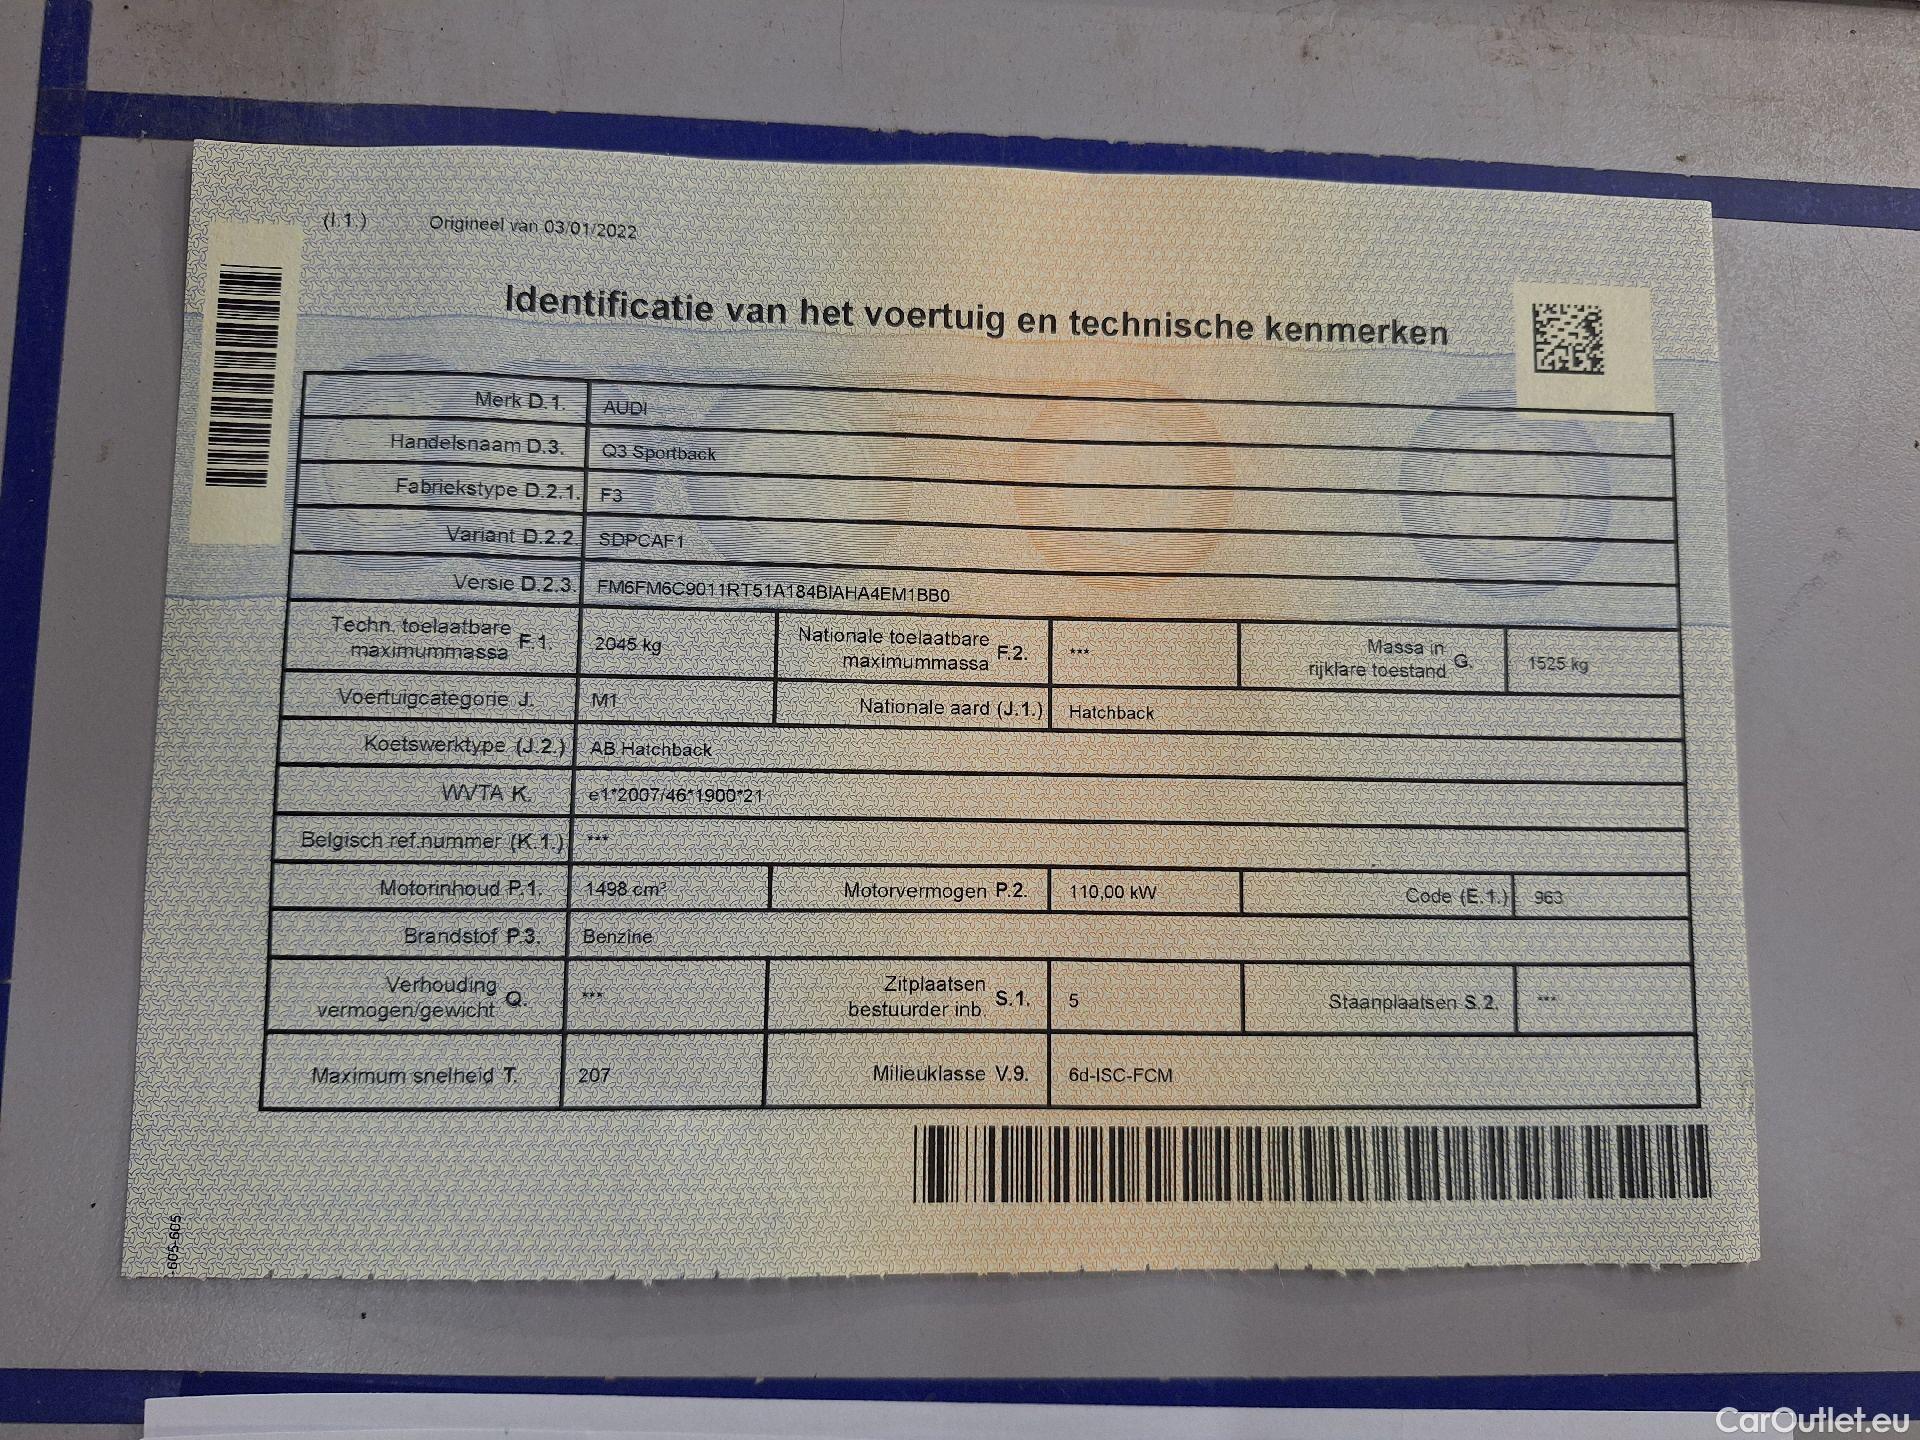 (I.1.) Origineel van 03/01/2022
Identificatie van het voertuig en technische kenmerken
Merk D.1. AUDI
Handelsnaam D.3. Q3 Sportback
Fabriekstype D.2.1. F3
Variant D.2.2. SDPCAF1
Versie D.2.3. FM6FM6C9011RT51A184BIAHA4EM1BB0
Techn. toelaatbare maximummassa F.1. 2045 kg Nationale toelaatbare maximummassa F.2. *** Massa in rijklare toestand G. 1525 kg
Voertuigcategorie J. M1 Nationale aard (J.1.) Hatchback
Koetswerktype (J.2.) AB Hatchback
WVTA K. e1*2007/46*1900*21
Belgisch ref.nummer (K.1.) ***
Motorinhoud P.1. 1498 cm³ Motorvermogen P.2. 110,00 kW Code (E.1.) 963
Brandstof P.3. Benzine
Verhouding vermogen/gewicht Q. *** Zitplaatsen bestuurder inb. S.1. 5 Staanplaatsen S.2. ***
Maximum snelheid T. 207 Milieuklasse V.9. 6d-ISC-FCM
-605-605
CarOutlet.eu